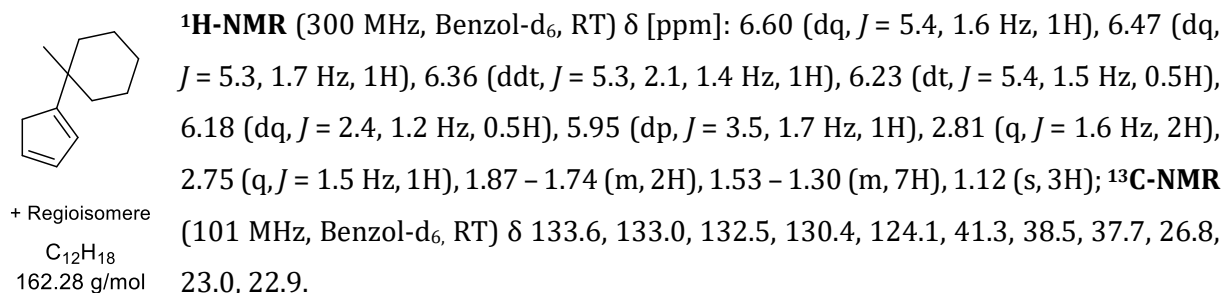 ¹H-NMR (300 MHz, Benzol-d₆, RT) δ [ppm]: 6.60 (dq, J = 5.4, 1.6 Hz, 1H), 6.47 (dq,
J = 5.3, 1.7 Hz, 1H), 6.36 (ddt, J = 5.3, 2.1, 1.4 Hz, 1H), 6.23 (dt, J = 5.4, 1.5 Hz, 0.5H),
6.18 (dq, J = 2.4, 1.2 Hz, 0.5H), 5.95 (dp, J = 3.5, 1.7 Hz, 1H), 2.81 (q, J = 1.6 Hz, 2H),
2.75 (q, J = 1.5 Hz, 1H), 1.87 – 1.74 (m, 2H), 1.53 – 1.30 (m, 7H), 1.12 (s, 3H); ¹³C-NMR
(101 MHz, Benzol-d₆, RT) δ 133.6, 133.0, 132.5, 130.4, 124.1, 41.3, 38.5, 37.7, 26.8,
23.0, 22.9.
+ Regioisomere
C₁₂H₁₈
162.28 g/mol